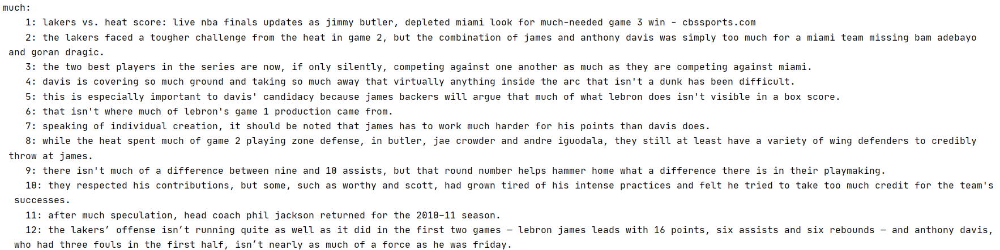 much:
1: lakers vs. heat score: live nba finals updates as jimmy butler, depleted miami look for much-needed game 3 win - cbssports.com
2: the lakers faced a tougher challenge from the heat in game 2, but the combination of james and anthony davis was simply too much for a miami team missing bam adebayo
and goran dragic.
3: the two best players in the series are now, if only silently, competing against one another as much as they are competing against miami.
4: davis is covering so much ground and taking so much away that virtually anything inside the arc that isn't a dunk has been difficult.
5: this is especially important to davis' candidacy because james backers will argue that much of what lebron does isn't visible in a box score.
6: that isn't where much of lebron's game 1 production came from.
7: speaking of individual creation, it should be noted that james has to work much harder for his points than davis does.
8: while the heat spent much of game 2 playing zone defense, in butler, jae crowder and andre iguodala, they still at least have a variety of wing defenders to credibly
throw at james.
9: there isn't much of a difference between nine and 10 assists, but that round number helps hammer home what a difference there is in their playmaking.
10: they respected his contributions, but some, such as worthy and scott, had grown tired of his intense practices and felt he tried to take too much credit for the team's
successes.
11: after much speculation, head coach phil jackson returned for the 2010–11 season.
12: the lakers’ offense isn’t running quite as well as it did in the first two games — lebron james leads with 16 points, six assists and six rebounds — and anthony davis,
who had three fouls in the first half, isn’t nearly as much of a force as he was friday.